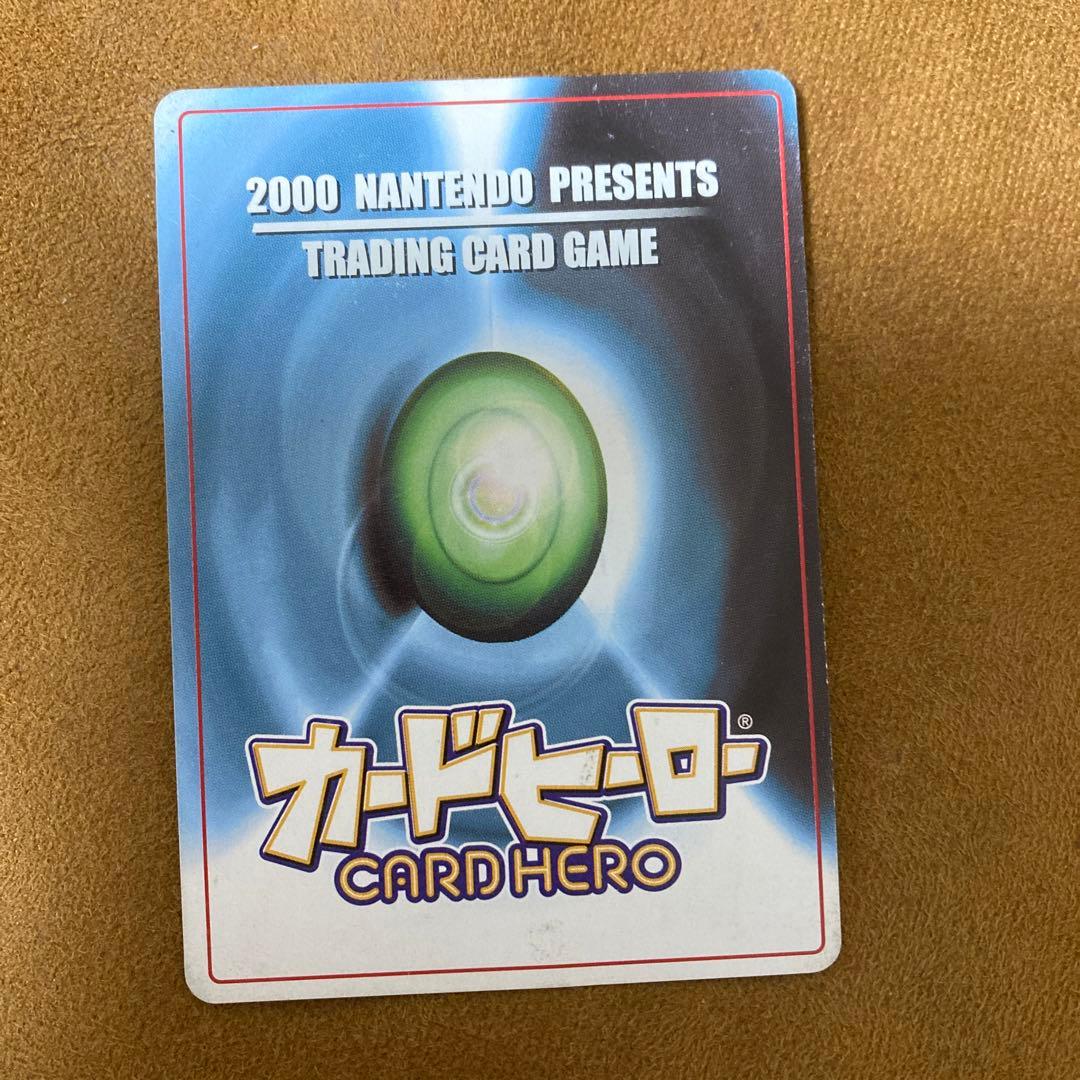 2000 NANTENDO PRESENTS
TRADING CARD GAME
カードヒーロー®
CARD HERO